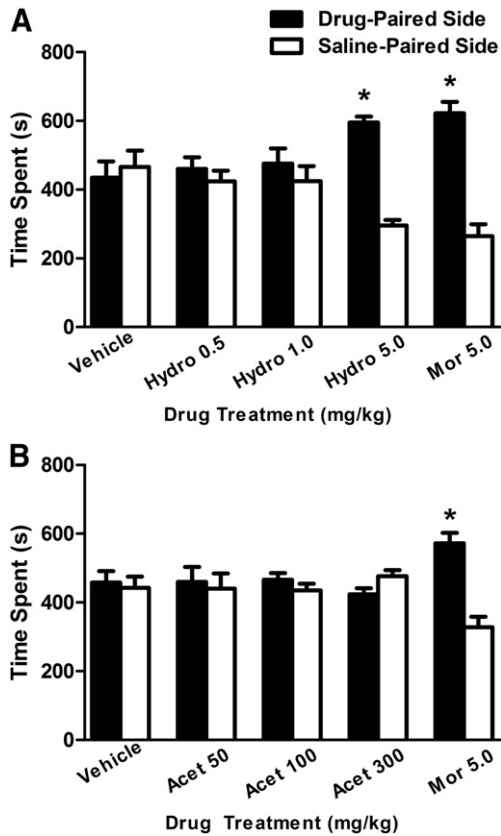 A
Drug-Paired Side
Saline-Paired Side
Time Spent (s)
800
600
400
200
0
* *
Vehicle Hydro 0.5 Hydro 1.0 Hydro 5.0 Mor 5.0
Drug Treatment (mg/kg)
B
Time Spent (s)
800
600
400
200
0
*
Vehicle Acet 50 Acet 100 Acet 300 Mor 5.0
Drug Treatment (mg/kg)